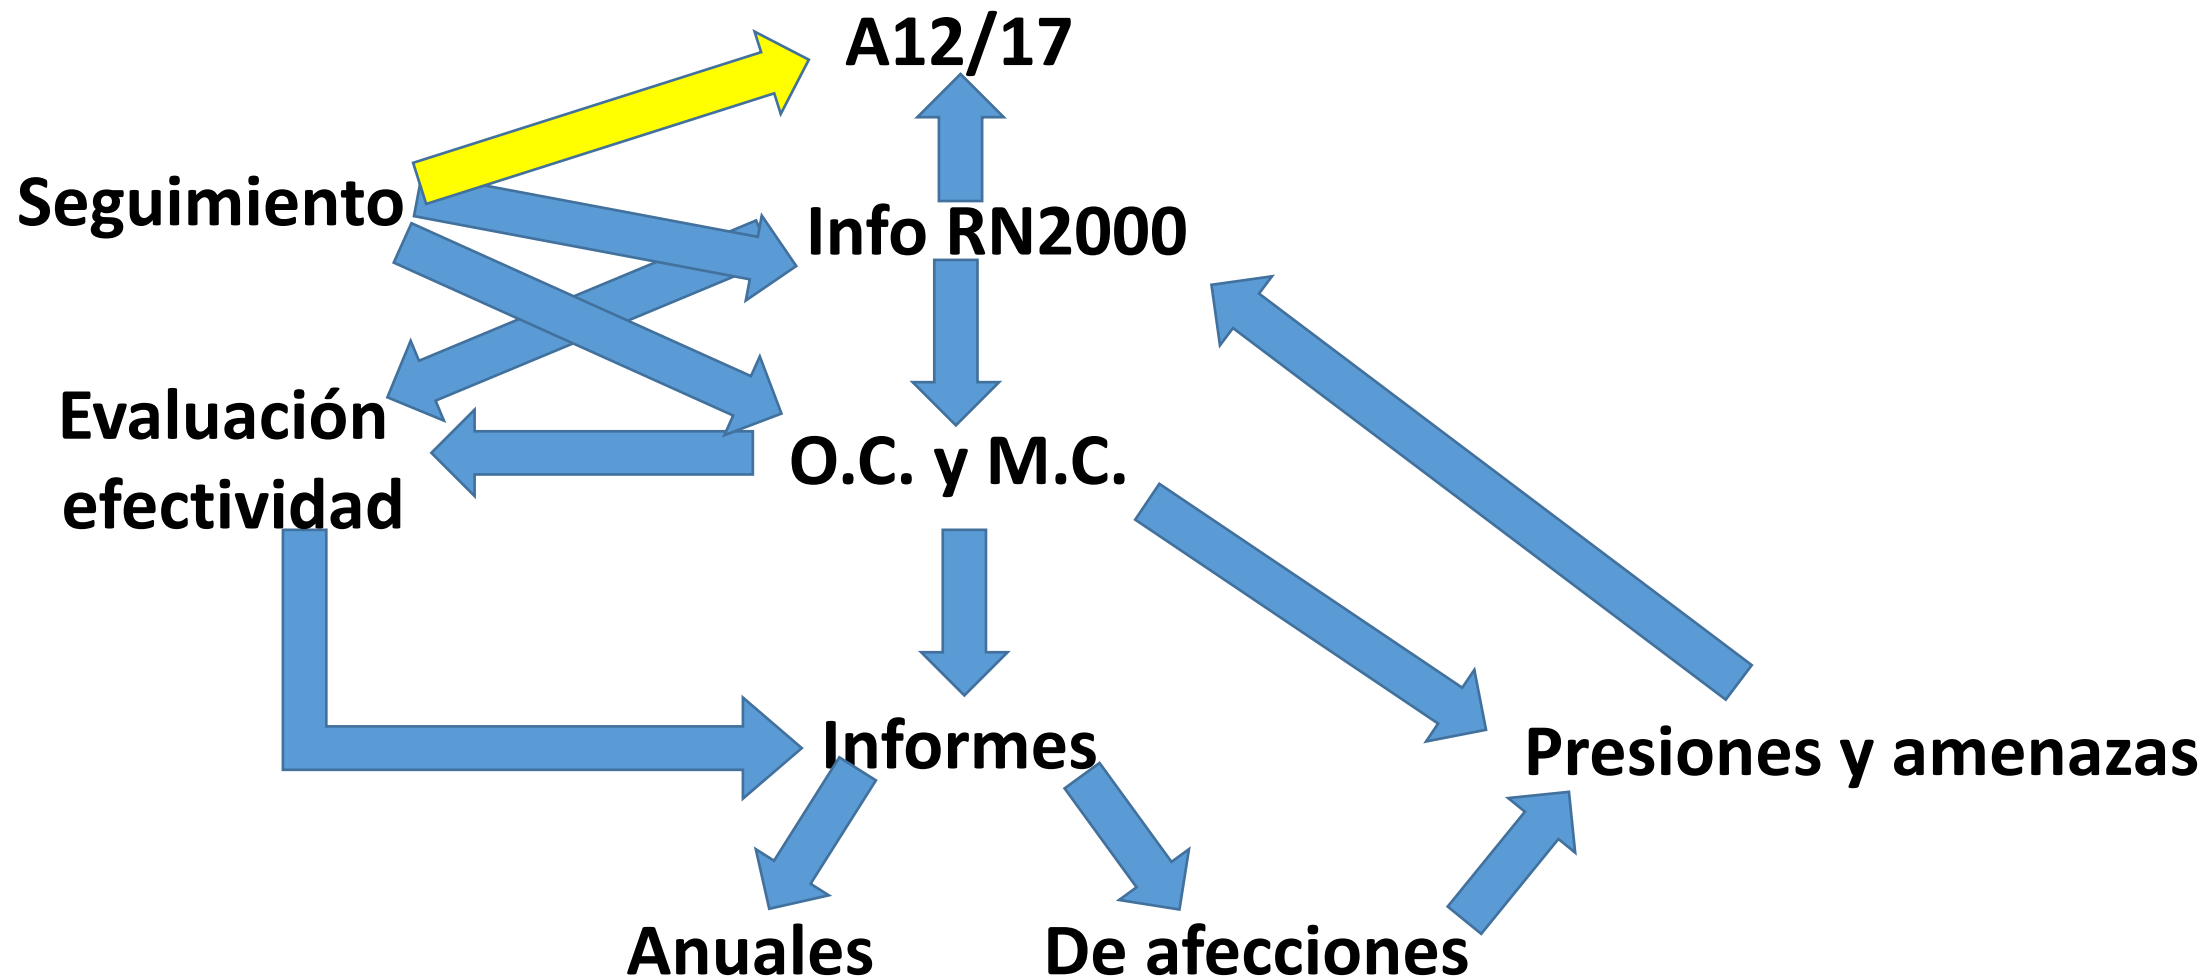 A12/17
Seguimiento
Info RN2000
Evaluación
efectividad
O.C. y M.C.
Informes
Presiones y amenazas
Anuales
De afecciones